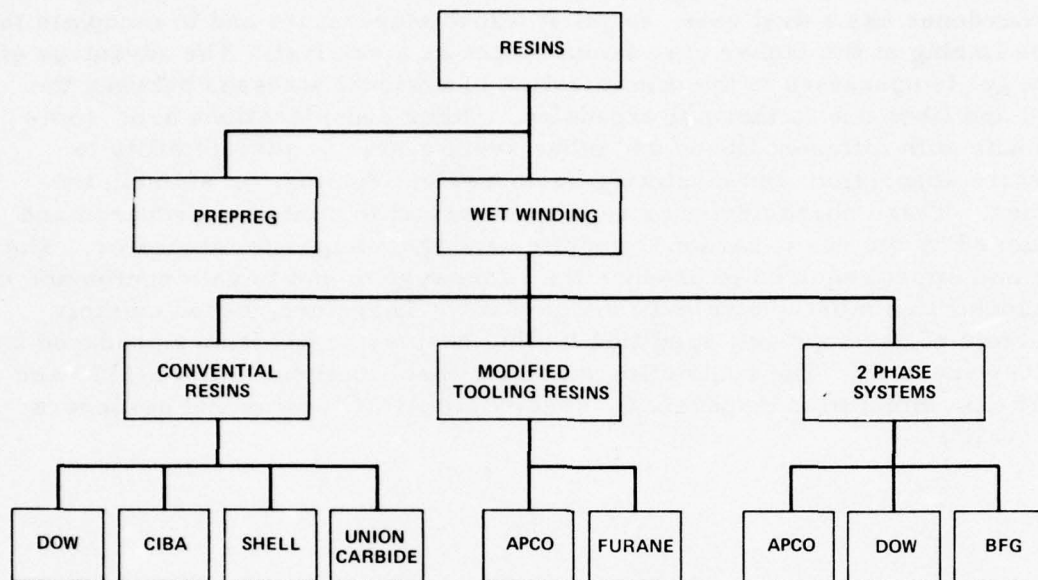 RESINS
PREPREG
WET WINDING
CONVENTIAL
RESINS
MODIFIED
TOOLING RESINS
2 PHASE
SYSTEMS
DOW
CIBA
SHELL
UNION
CARBIDE
APCO
FURANE
APCO
DOW
BFG